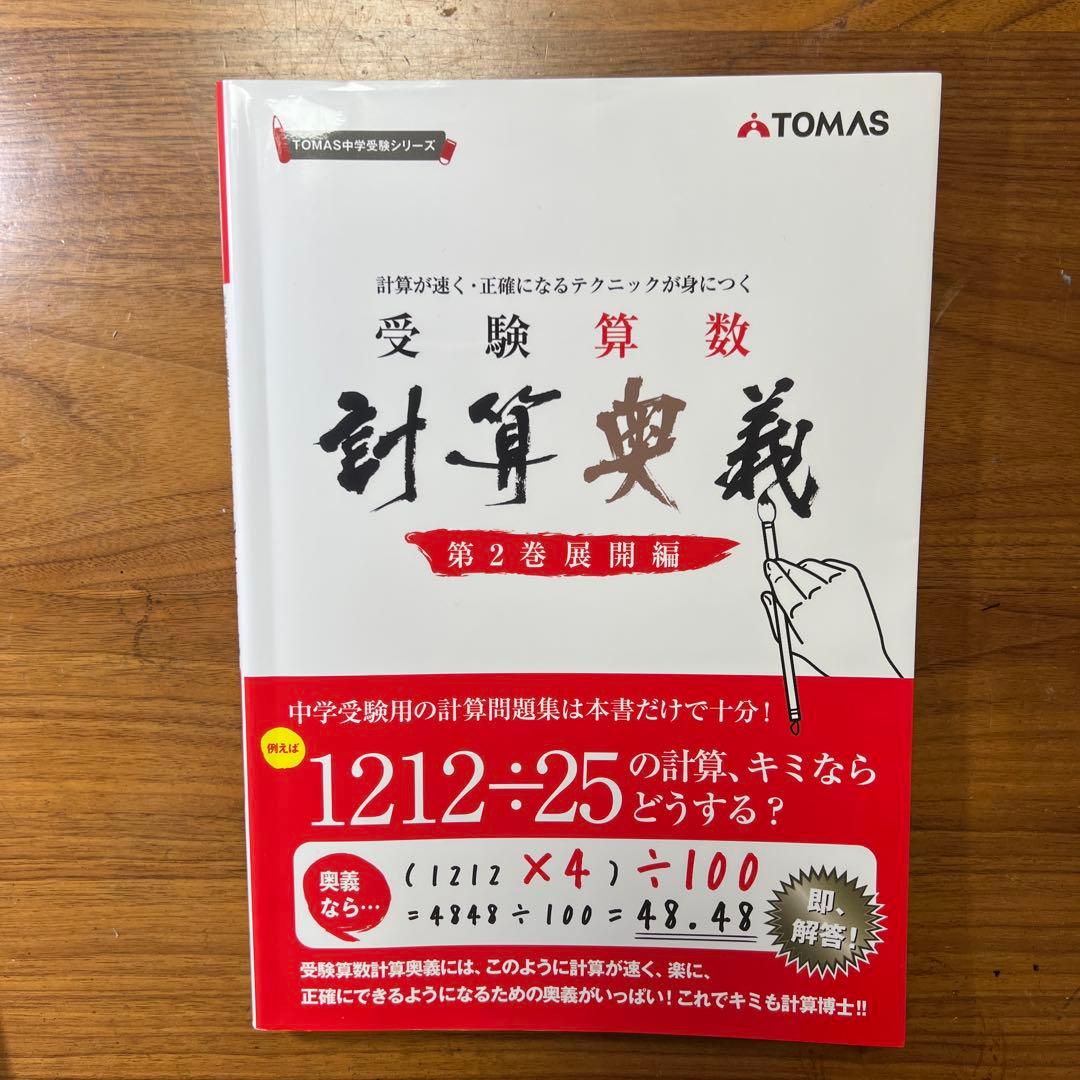 TOMAS中学受験シリーズ
TOMAS
計算が速く・正確になるテクニックが身につく
受験算数
計算奥義
第2巻展開編
中学受験用の計算問題集は本書だけで十分!
例えば
1212÷25の計算、キミなら
どうする?
奥義
なら…
(1212×4)÷100
=4848÷100=48.48
即、
解答!
受験算数計算奥義には、このように計算が速く、楽に、
正確にできるようになるための奥義がいっぱい!これでキミも計算博士!!